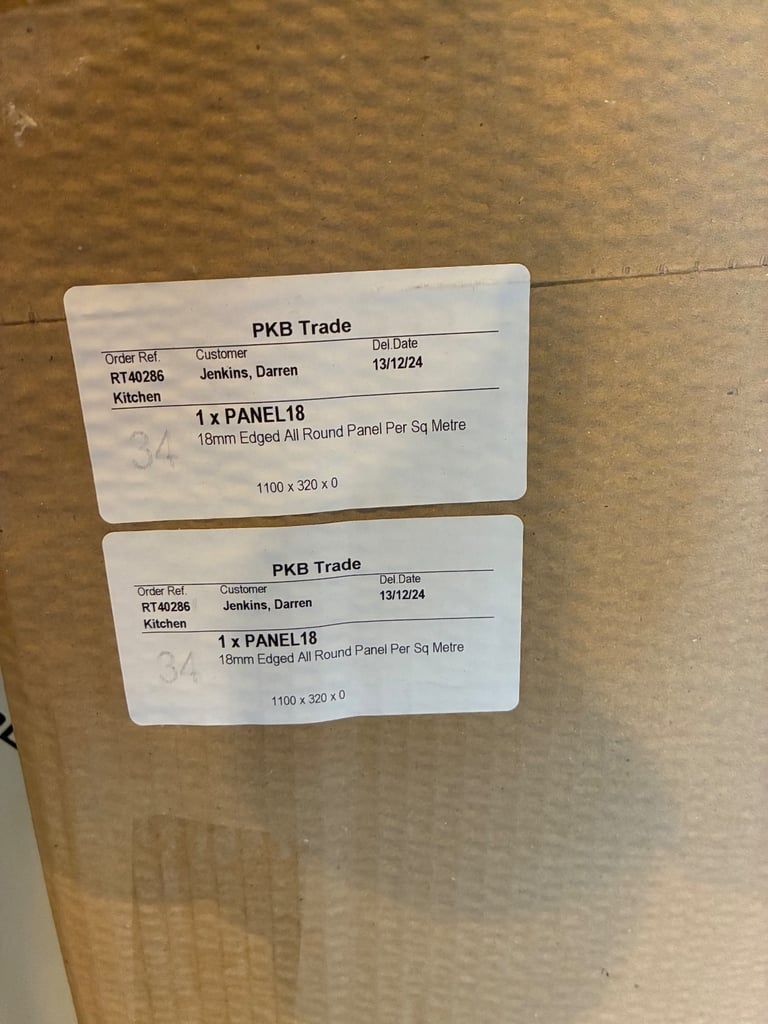 PKB Trade
Order Ref. Customer Del.Date
RT40286 Jenkins, Darren 13/12/24
Kitchen
1 x PANEL18
34 18mm Edged All Round Panel Per Sq Metre
1100 x 320 x 0
PKB Trade
Order Ref. Customer Del.Date
RT40286 Jenkins, Darren 13/12/24
Kitchen
1 x PANEL18
34 18mm Edged All Round Panel Per Sq Metre
1100 x 320 x 0